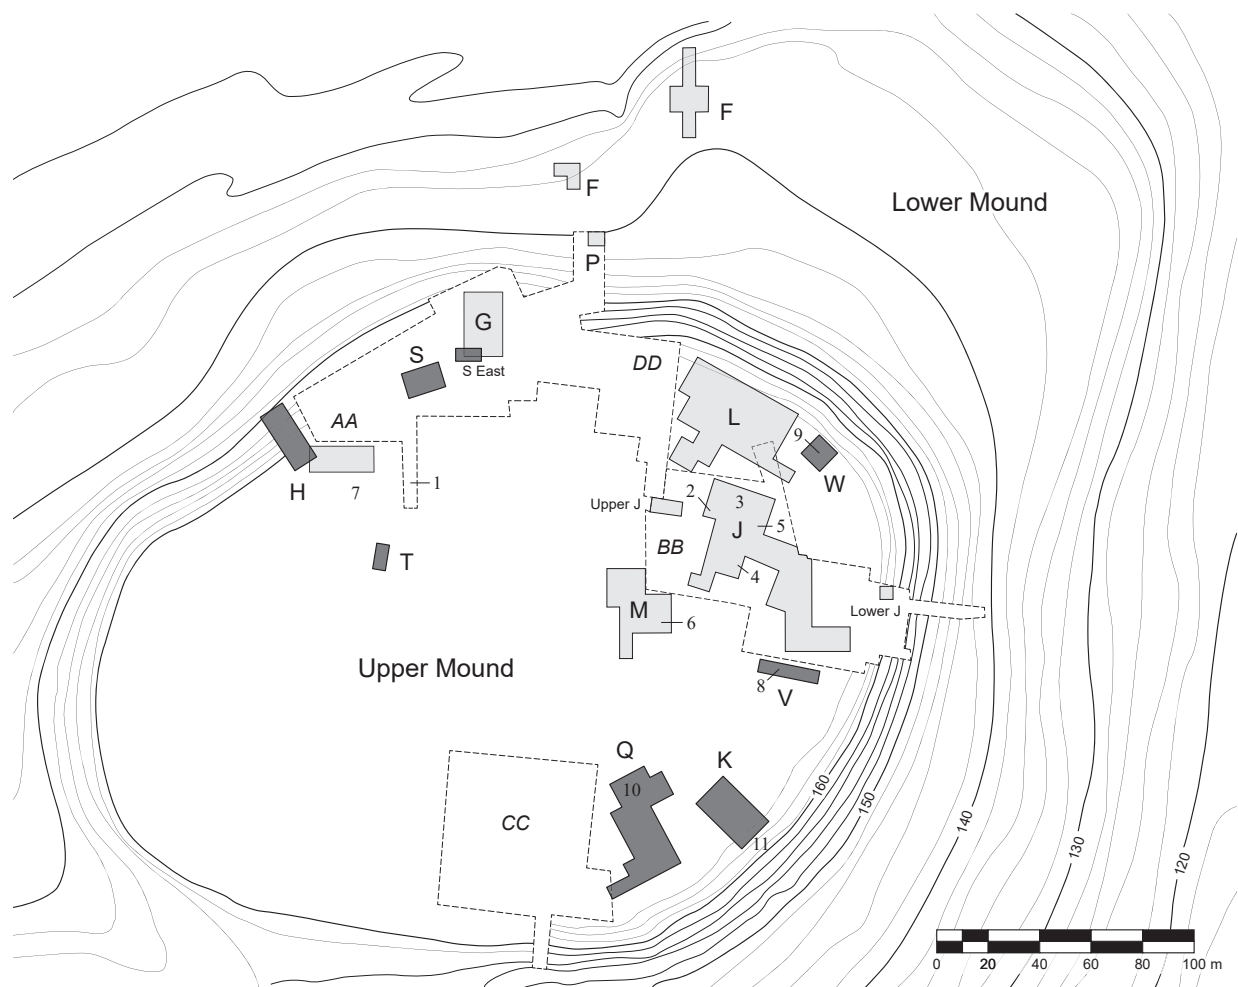 F
F
Lower Mound
P
G
S
S East
DD
AA
L
9
W
H
7
1
Upper J
2
3
J
5
BB
T
4
M
6
Lower J
Upper Mound
8
V
Q
K
10
160
CC
150
140
11
130
120
0 20 40 60 80 100 m